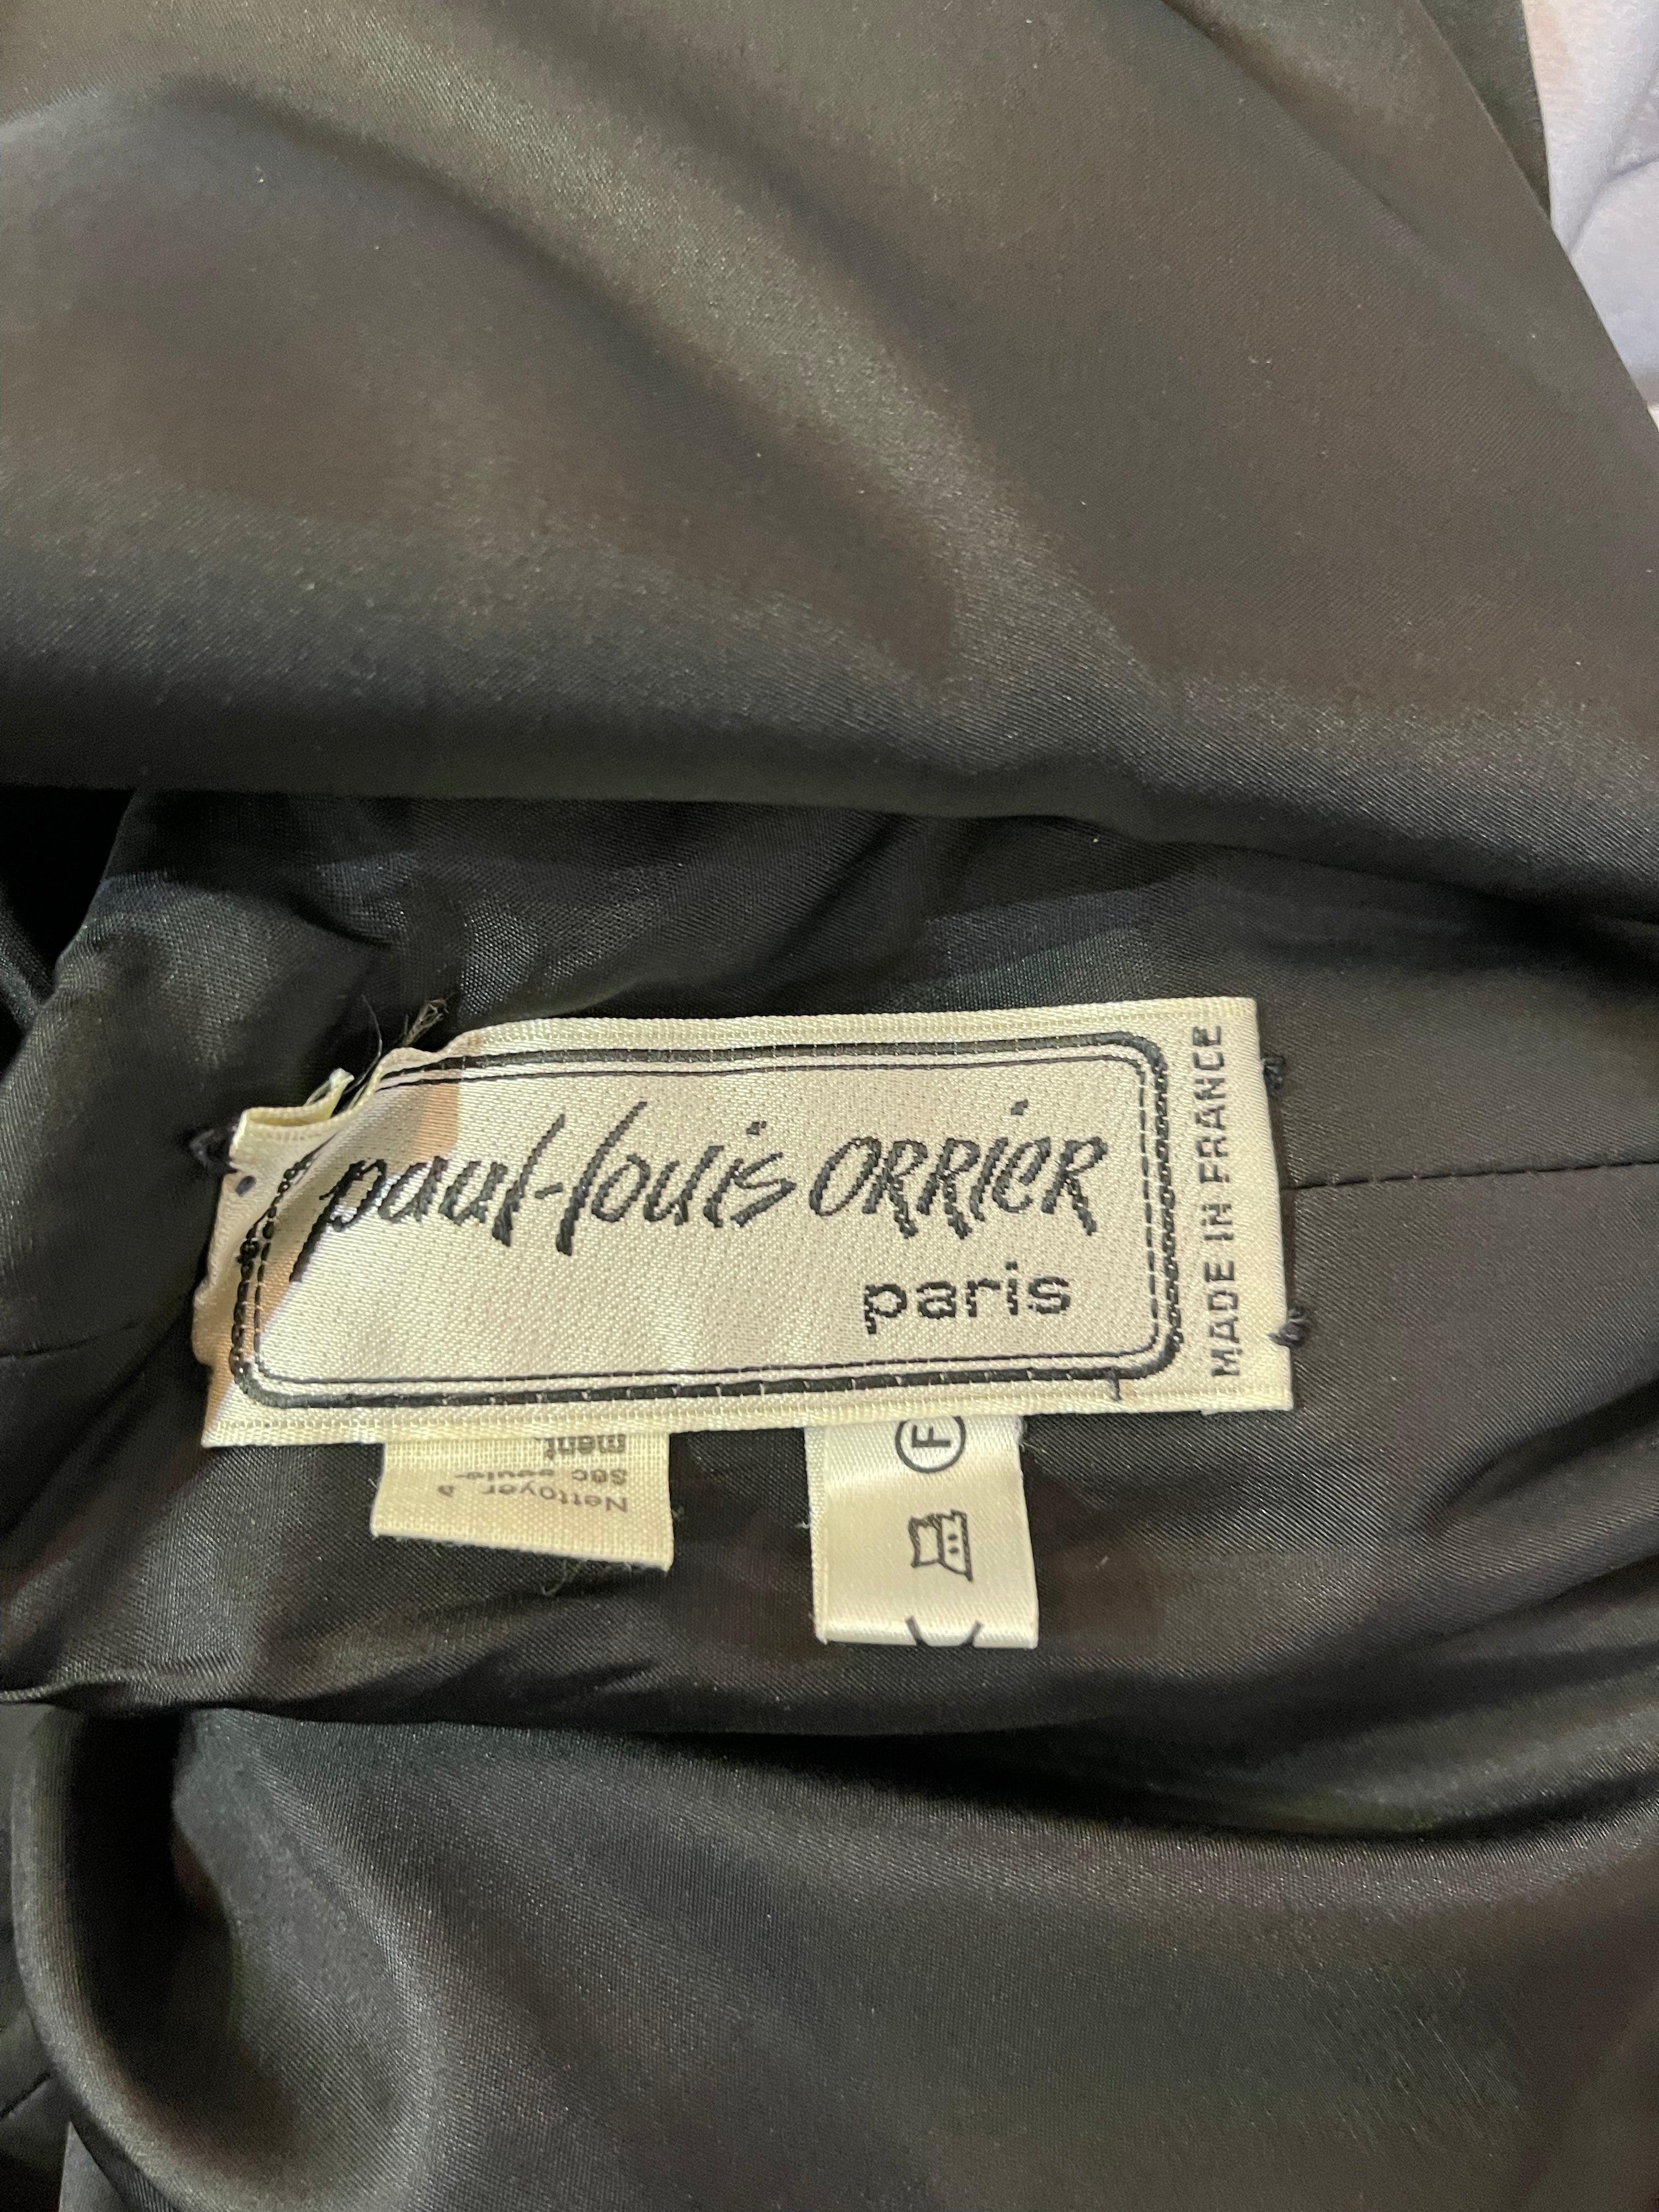 paul-louis ORRIER
paris
MADE IN FRANCE
Nettoyer à
sec seule-
ment.
F